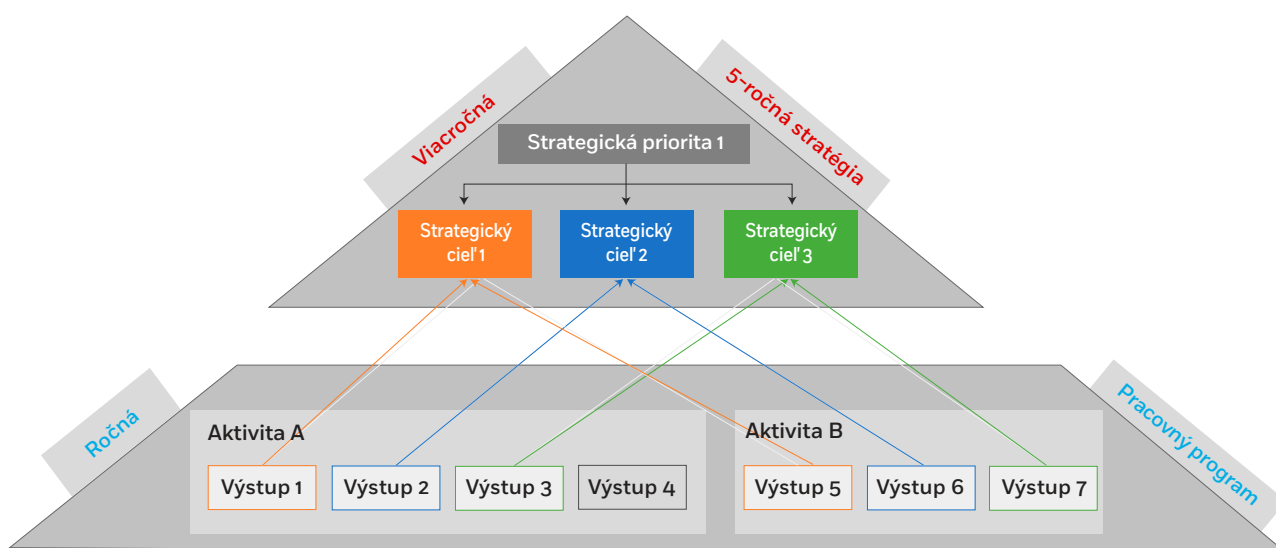 Viacročná
5-ročná stratégia
Strategická priorita 1
Strategický
cieľ 1
Strategický
cieľ 2
Strategický
cieľ 3
Ročná
Pracovný program
Aktivita A
Aktivita B
Výstup 1
Výstup 2
Výstup 3
Výstup 4
Výstup 5
Výstup 6
Výstup 7